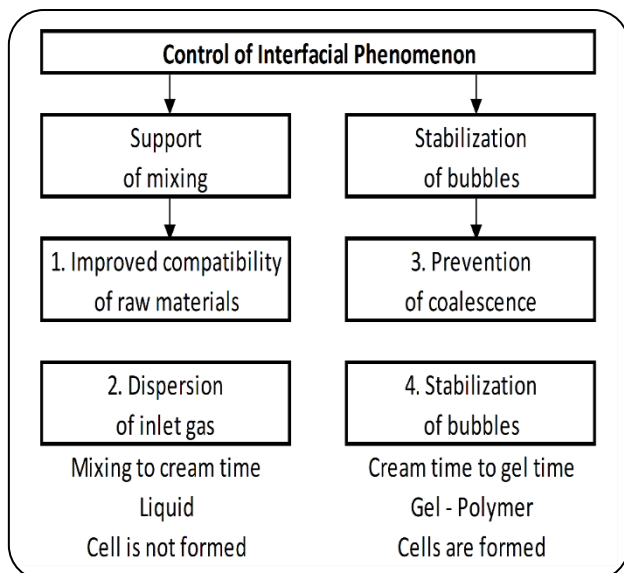 Control of Interfacial Phenomenon
Support
of mixing
Stabilization
of bubbles
1. Improved compatibility
of raw materials
3. Prevention
of coalescence
2. Dispersion
of inlet gas
4. Stabilization
of bubbles
Mixing to cream time
Liquid
Cell is not formed
Cream time to gel time
Gel - Polymer
Cells are formed